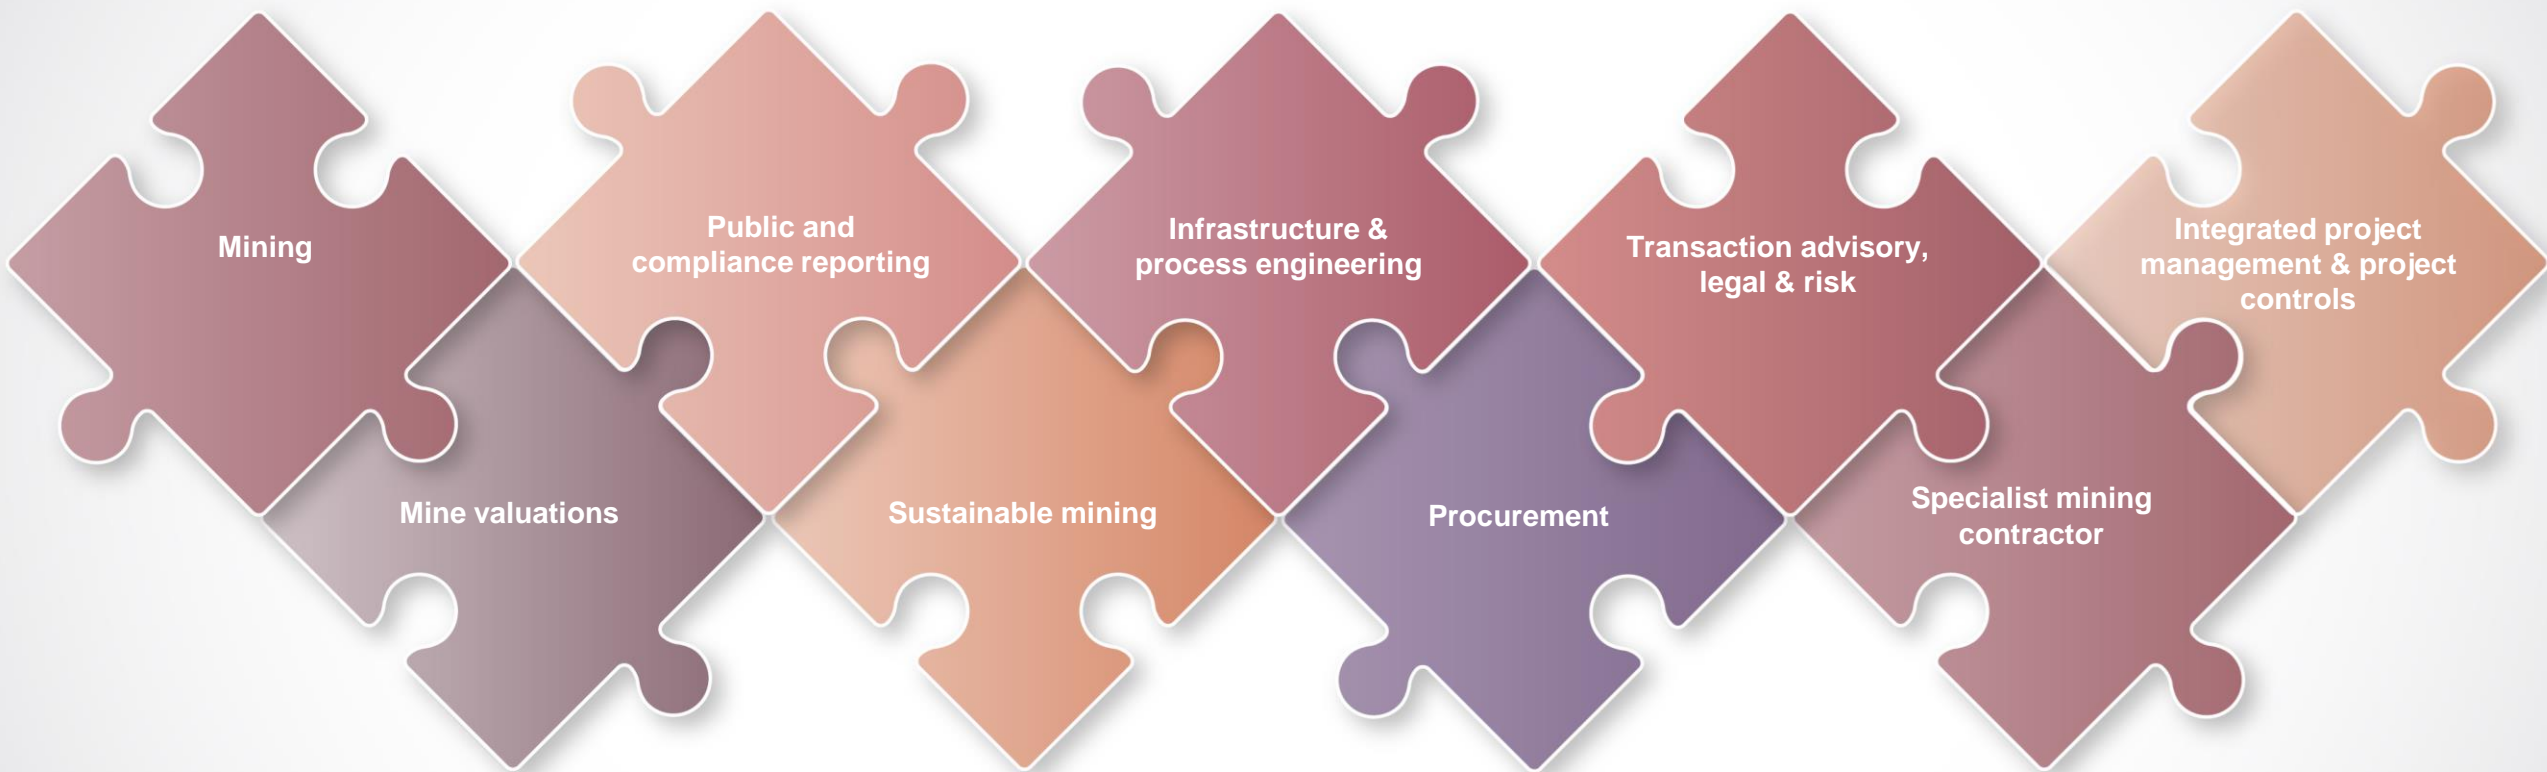 Mining
Public and
compliance reporting
Infrastructure &
process engineering
Transaction advisory,
legal & risk
Integrated project
management & project
controls
Mine valuations
Sustainable mining
Procurement
Specialist mining
contractor